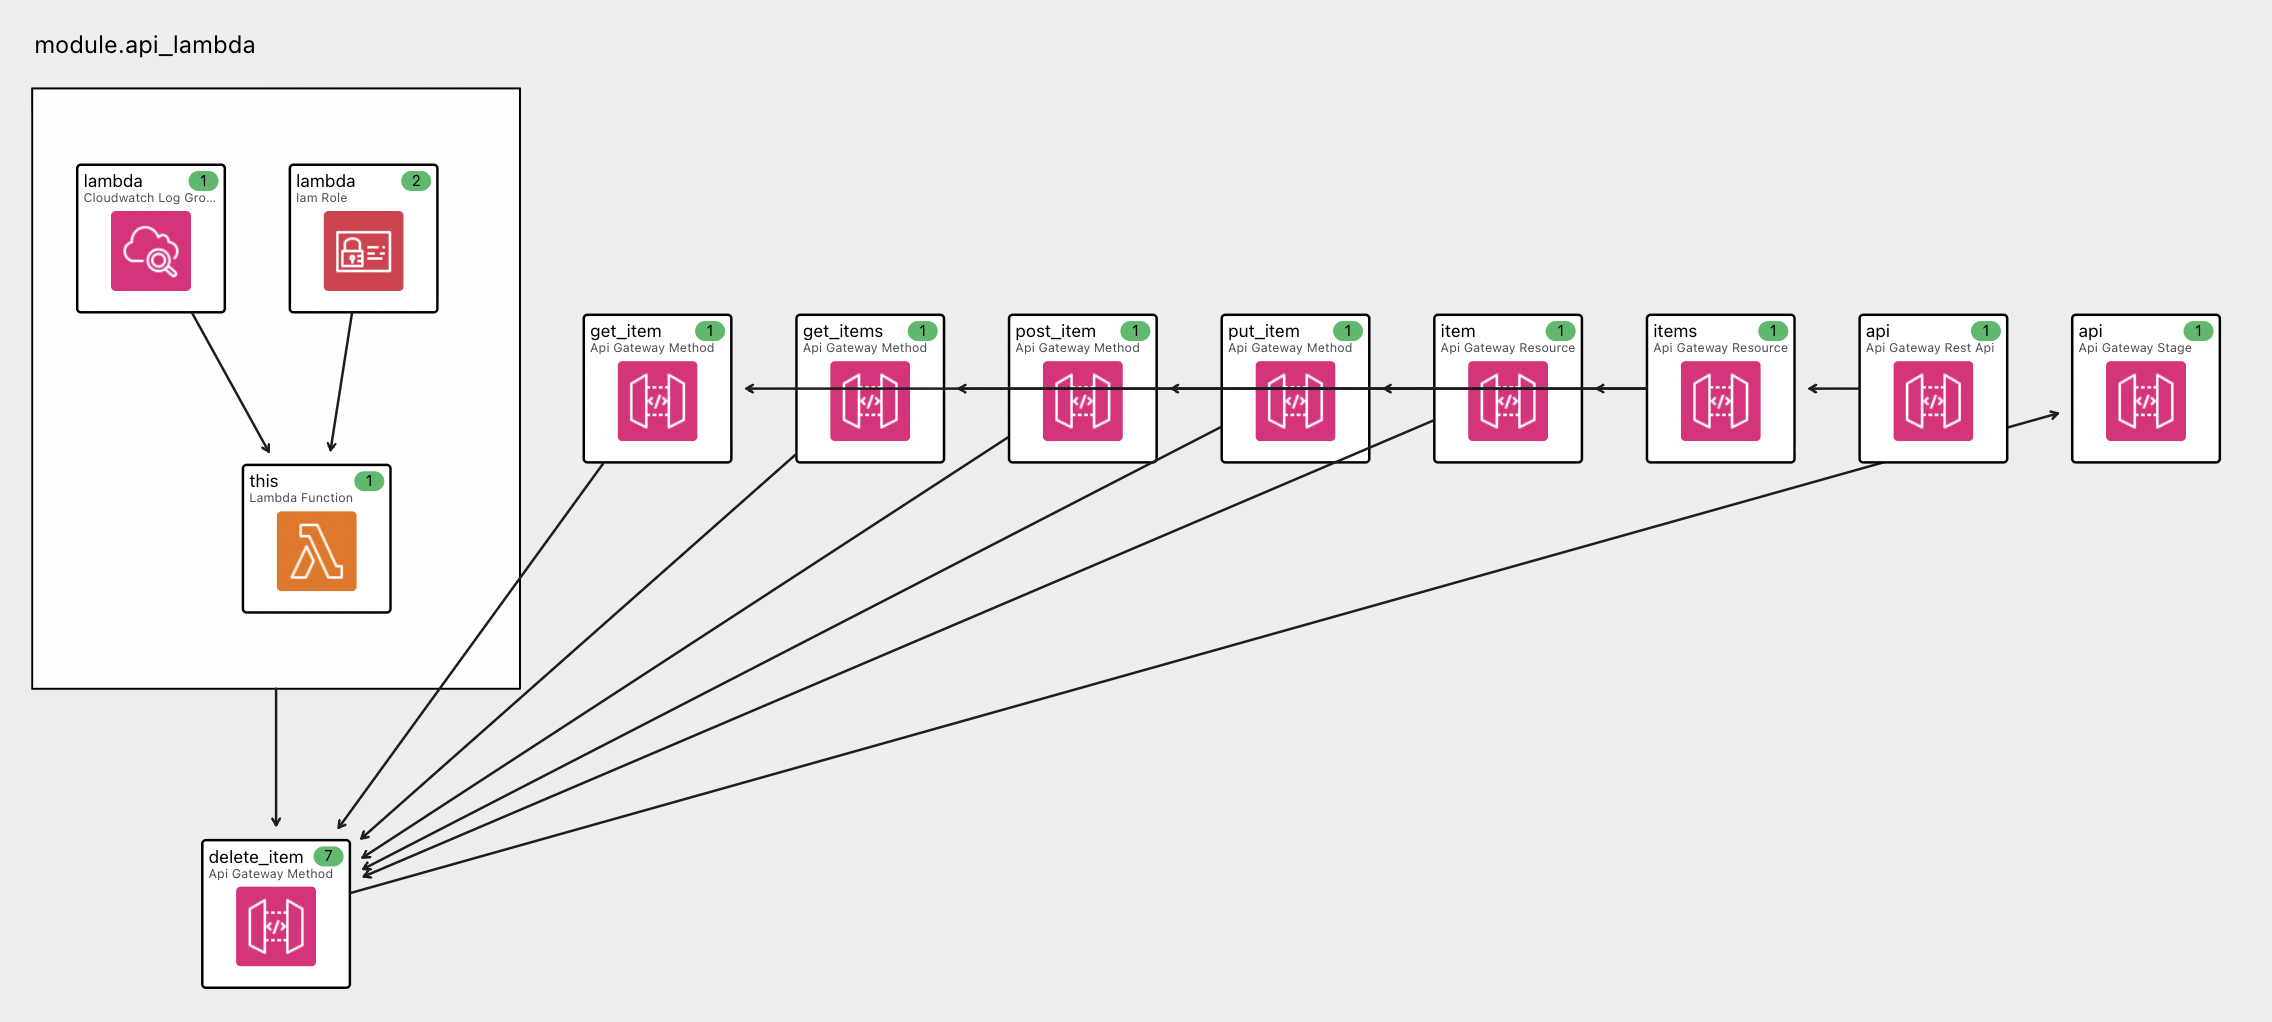 module.api_lambda
lambda 1
Cloudwatch Log Gro...
lambda 2
Iam Role
this 1
Lambda Function
get_item 1
Api Gateway Method
</>
get_items 1
Api Gateway Method
</>
post_item 1
Api Gateway Method
</>
put_item 1
Api Gateway Method
</>
item 1
Api Gateway Resource
</>
items 1
Api Gateway Resource
</>
api 1
Api Gateway Rest Api
</>
api 1
Api Gateway Stage
</>
delete_item 7
Api Gateway Method
</>